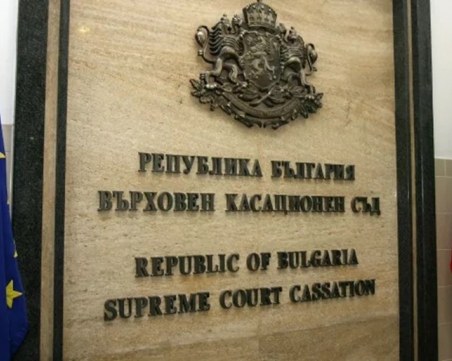 РЕПУБЛИКА БЪЛГАРИЯ
ВЪРХОВЕН КАСАЦИОНЕН СЪД
REPUBLIC OF BULGARIA
SUPREME COURT CASSATION